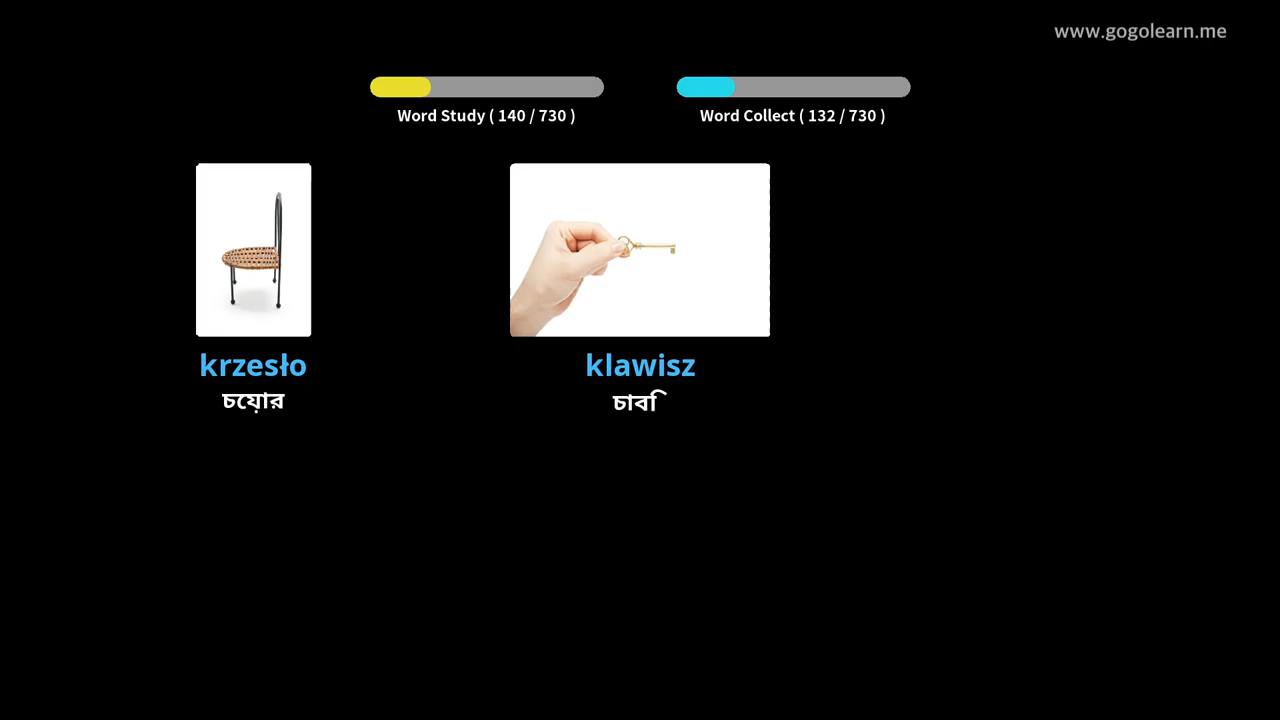 www.gogolearn.me
Word Study ( 140 / 730 )
Word Collect ( 132 / 730 )
krzesło
চেয়ার
klawisz
চাবি